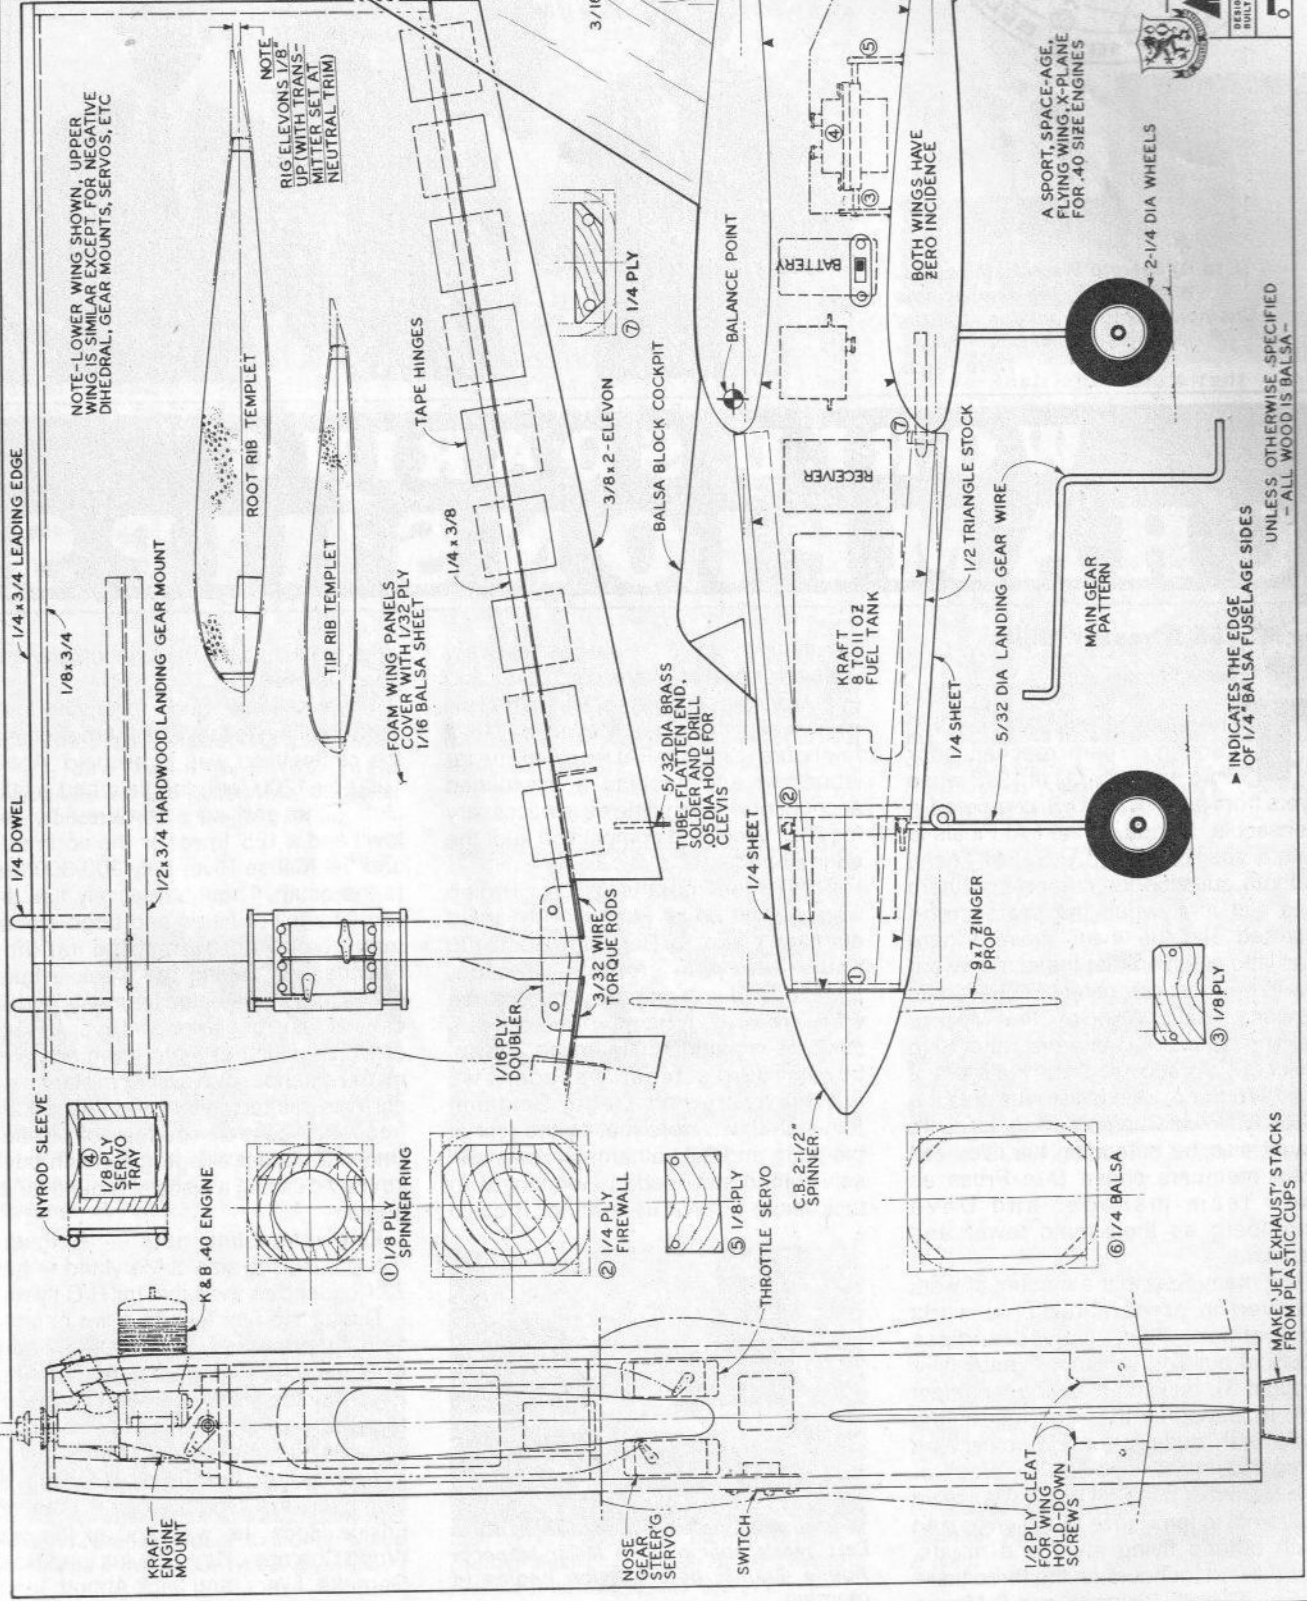 NOTE-LOWER WING SHOWN, UPPER
WING IS SIMILAR EXCEPT FOR NEGATIVE
DIHEDRAL, GEAR MOUNTS, SERVOS, ETC
1/4 x 3/4 LEADING EDGE
1/8 x 3/4
1/4 DOWEL
1/2 x 3/4 HARDWOOD LANDING GEAR MOUNT
NOTE
RIG ELEVONS 1/8"
UP (WITH TRANS-
MITTER SET AT
NEUTRAL TRIM)
ROOT RIB TEMPLET
TIP RIB TEMPLET
FOAM WING PANELS
COVER WITH 1/32 PLY
1/16 BALSA SHEET
TAPE HINGES
1/4 x 3/8
3/8 x 2 - ELEVON
⑦ 1/4 PLY
5/32 DIA BRASS
TUBE-FLATTEN END,
SOLDER AND DRILL
.05 DIA HOLE FOR
CLEVIS
3/32 WIRE
TORQUE RODS
1/16 PLY
DOUBLER
NYROD SLEEVE
④
1/8 PLY
SERVO
TRAY
K & B .40 ENGINE
① 1/8 PLY
SPINNER RING
② 1/4 PLY
FIREWALL
⑤ 1/8-PLY
THROTTLE SERVO
⑥ 1/4 BALSA
MAKE JET EXHAUST STACKS
FROM PLASTIC CUPS
KRAFT
ENGINE
MOUNT
NOSE
GEAR
STEER'G
SERVO
SWITCH
1/2 PLY CLEAT
FOR WING
HOLD-DOWN
SCREWS
BALSA BLOCK COCKPIT
BALANCE POINT
BATTERY
RECEIVER
KRAFT
8 TO 11 OZ
FUEL TANK
③
④
⑤
⑦
②
①
BOTH WINGS HAVE
ZERO INCIDENCE
1/4 SHEET
1/4 SHEET
1/2 TRIANGLE STOCK
5/32 DIA LANDING GEAR WIRE
9x7 ZINGER
PROP
J.B. 2-1/2"
SPINNER
③ 1/8 PLY
MAIN GEAR
PATTERN
2-1/4 DIA WHEELS
A SPORT, SPACE-AGE,
FLYING WING, X-PLANE
FOR .40 SIZE ENGINES
INDICATES THE EDGE
OF 1/4" BALSA FUSELAGE SIDES
UNLESS OTHERWISE SPECIFIED
- ALL WOOD IS BALSA -
DESIG
BUILT
0